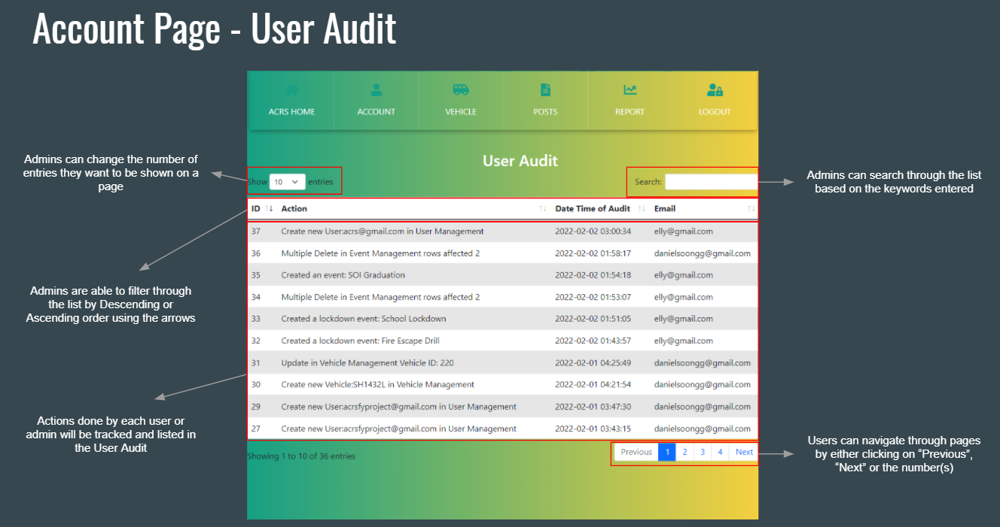 Account Page - User Audit
ACRS HOME
ACCOUNT
VEHICLE
POSTS
REPORT
LOGOUT
User Audit
Admins can change the number of
entries they want to be shown on a
page
Show 10 entries
Search:
Admins can search through the list
based on the keywords entered
ID Action Date Time of Audit Email
37 Create new User:acrs@gmail.com in User Management 2022-02-02 03:00:34 elly@gmail.com
36 Multiple Delete in Event Management rows affected 2 2022-02-02 01:58:17 danielsoongg@gmail.com
35 Created an event: SOI Graduation 2022-02-02 01:54:18 elly@gmail.com
34 Multiple Delete in Event Management rows affected 2 2022-02-02 01:53:07 elly@gmail.com
33 Created a lockdown event: School Lockdown 2022-02-02 01:51:05 elly@gmail.com
32 Created a lockdown event: Fire Escape Drill 2022-02-02 01:43:57 elly@gmail.com
31 Update in Vehicle Management Vehicle ID: 220 2022-02-01 04:25:49 danielsoongg@gmail.com
30 Create new Vehicle:SH1432L in Vehicle Management 2022-02-01 04:21:54 danielsoongg@gmail.com
29 Create new User:acrsfyproject@gmail.com in User Management 2022-02-01 03:47:30 danielsoongg@gmail.com
27 Create new User:acrsfyproject@gmail.com in User Management 2022-02-01 03:43:15 danielsoongg@gmail.com
Admins are able to filter through
the list by Descending or
Ascending order using the arrows
Actions done by each user or
admin will be tracked and listed in
the User Audit
Showing 1 to 10 of 36 entries
Previous 1 2 3 4 Next
Users can navigate through pages
by either clicking on “Previous”,
“Next” or the number(s)